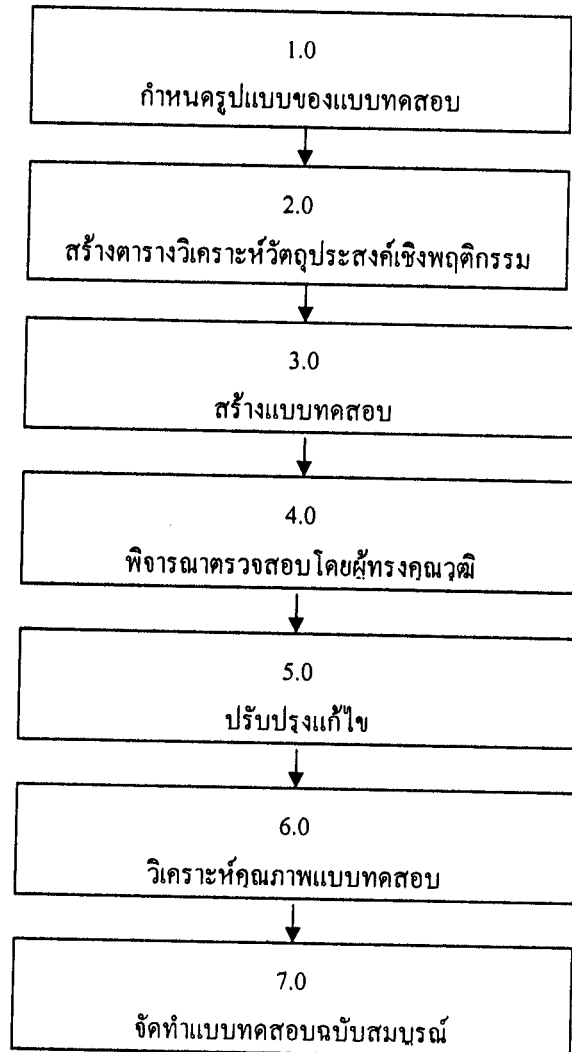 1.0
กำหนดรูปแบบของแบบทดสอบ
2.0
สร้างตารางวิเคราะห์วัตถุประสงค์เชิงพฤติกรรม
3.0
สร้างแบบทดสอบ
4.0
พิจารณาตรวจสอบโดยผู้ทรงคุณวุฒิ
5.0
ปรับปรุงแก้ไข
6.0
วิเคราะห์คุณภาพแบบทดสอบ
7.0
จัดทำแบบทดสอบฉบับสมบูรณ์